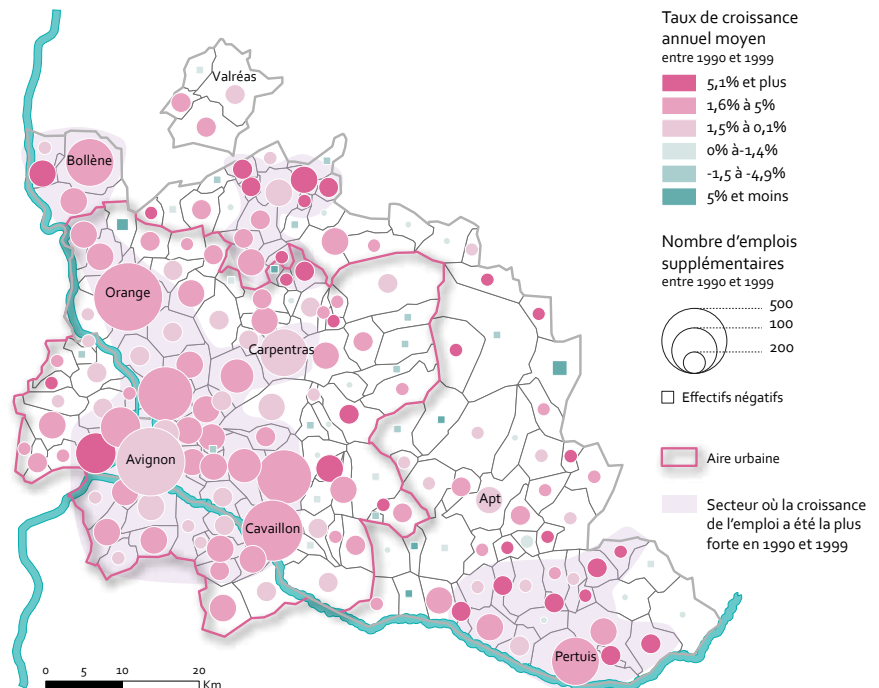 Taux de croissance
annuel moyen
entre 1990 et 1999
5,1% et plus
1,6% à 5%
1,5% à 0,1%
0% à-1,4%
-1,5 à -4,9%
5% et moins
Nombre d'emplois
supplémentaires
entre 1990 et 1999
500
100
200
Effectifs négatifs
Aire urbaine
Secteur où la croissance
de l'emploi a été la plus
forte en 1990 et 1999
Valréas
Bollène
Orange
Carpentras
Avignon
Apt
Cavaillon
Pertuis
0 5 10 20
Km